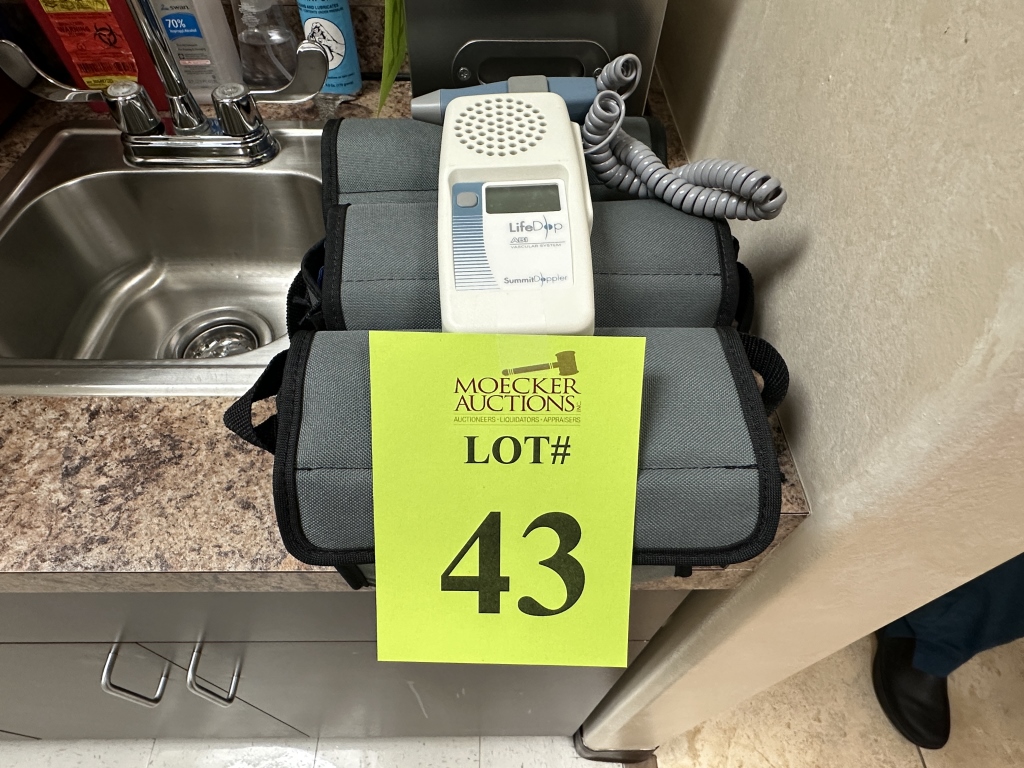 70%
LifeDop
ABI
VASCULAR SYSTEM
SummitDoppler
MOECKER
AUCTIONS INC
AUCTIONEERS - LIQUIDATORS - APPRAISERS
LOT#
43